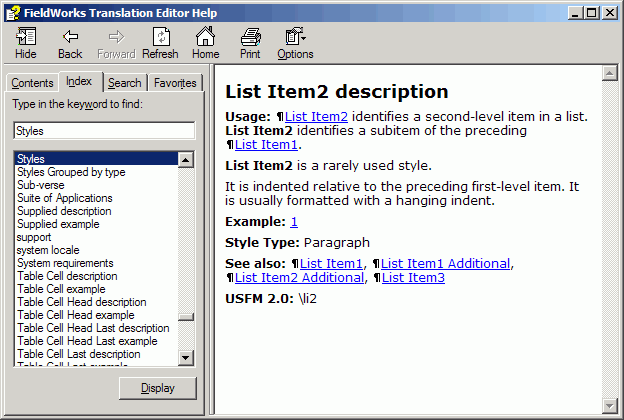 FieldWorks Translation Editor Help
Hide Back Forward Refresh Home Print Options
Contents Index Search Favorites
Type in the keyword to find:
Styles
Styles
Styles Grouped by type
Sub-verse
Suite of Applications
Supplied description
Supplied example
support
system locale
System requirements
Table Cell description
Table Cell example
Table Cell Head description
Table Cell Head example
Table Cell Head Last description
Table Cell Head Last example
Table Cell Last description
Display
List Item2 description
Usage: ¶List Item2 identifies a second-level item in a list.
List Item2 identifies a subitem of the preceding
¶List Item1.
List Item2 is a rarely used style.
It is indented relative to the preceding first-level item. It
is usually formatted with a hanging indent.
Example: 1
Style Type: Paragraph
See also: ¶List Item1, ¶List Item1 Additional,
¶List Item2 Additional, ¶List Item3
USFM 2.0: \li2